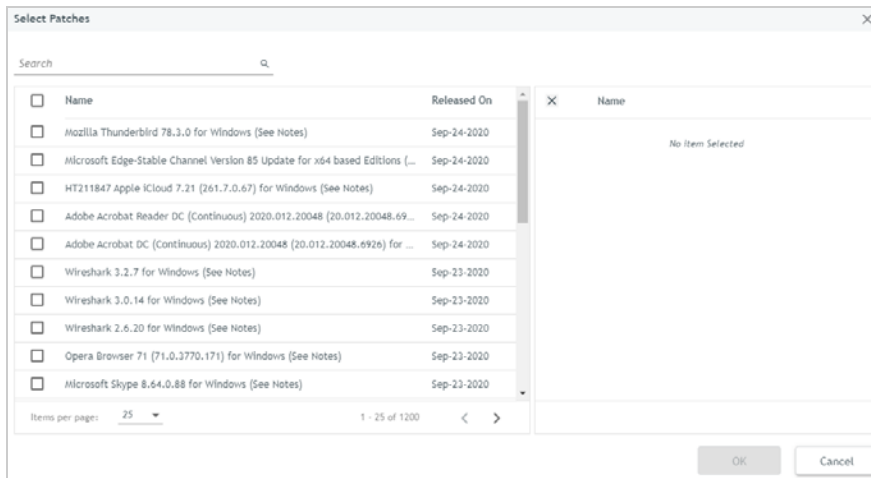 Select Patches
Search
Name Released On
Mozilla Thunderbird 78.3.0 for Windows (See Notes) Sep-24-2020
Microsoft Edge-Stable Channel Version 85 Update for x64 based Editions (... Sep-24-2020
HT211847 Apple iCloud 7.21 (261.7.0.67) for Windows (See Notes) Sep-24-2020
Adobe Acrobat Reader DC (Continuous) 2020.012.20048 (20.012.20048.69... Sep-24-2020
Adobe Acrobat DC (Continuous) 2020.012.20048 (20.012.20048.6926) for ... Sep-24-2020
Wireshark 3.2.7 for Windows (See Notes) Sep-23-2020
Wireshark 3.0.14 for Windows (See Notes) Sep-23-2020
Wireshark 2.6.20 for Windows (See Notes) Sep-23-2020
Opera Browser 71 (71.0.3770.171) for Windows (See Notes) Sep-23-2020
Microsoft Skype 8.64.0.88 for Windows (See Notes) Sep-23-2020
Items per page: 25 1 - 25 of 1200
Name
No Item Selected
OK Cancel